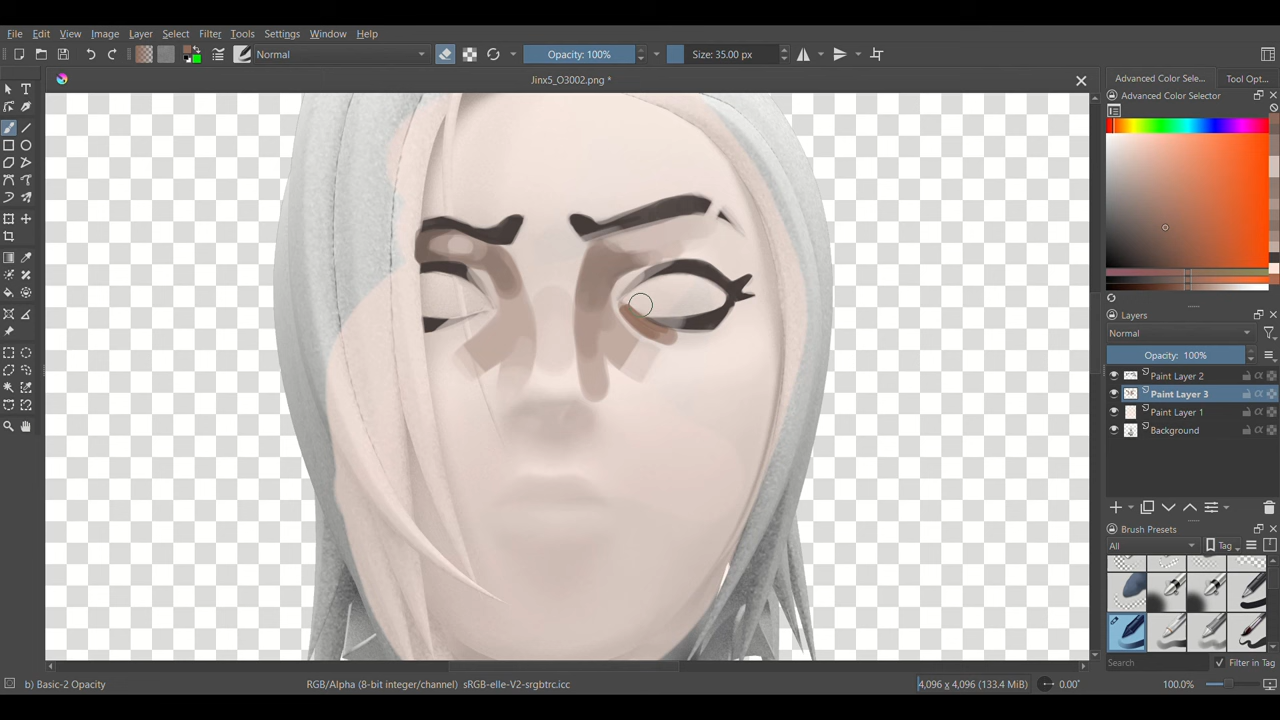 File Edit View Image Layer Select Filter Tools Settings Window Help
Normal Opacity: 100% Size: 35.00 px
Jinx5_O3002.png *
Advanced Color Sele... Tool Opt...
Advanced Color Selector
Layers
Normal
Opacity: 100%
Paint Layer 2
Paint Layer 3
Paint Layer 1
Background
Brush Presets
All Tag
Search Filter in Tag
b) Basic-2 Opacity RGB/Alpha (8-bit integer/channel) sRGB-elle-V2-srgbtrc.icc 4,096 x 4,096 (133.4 MiB) 0.00° 100.0%